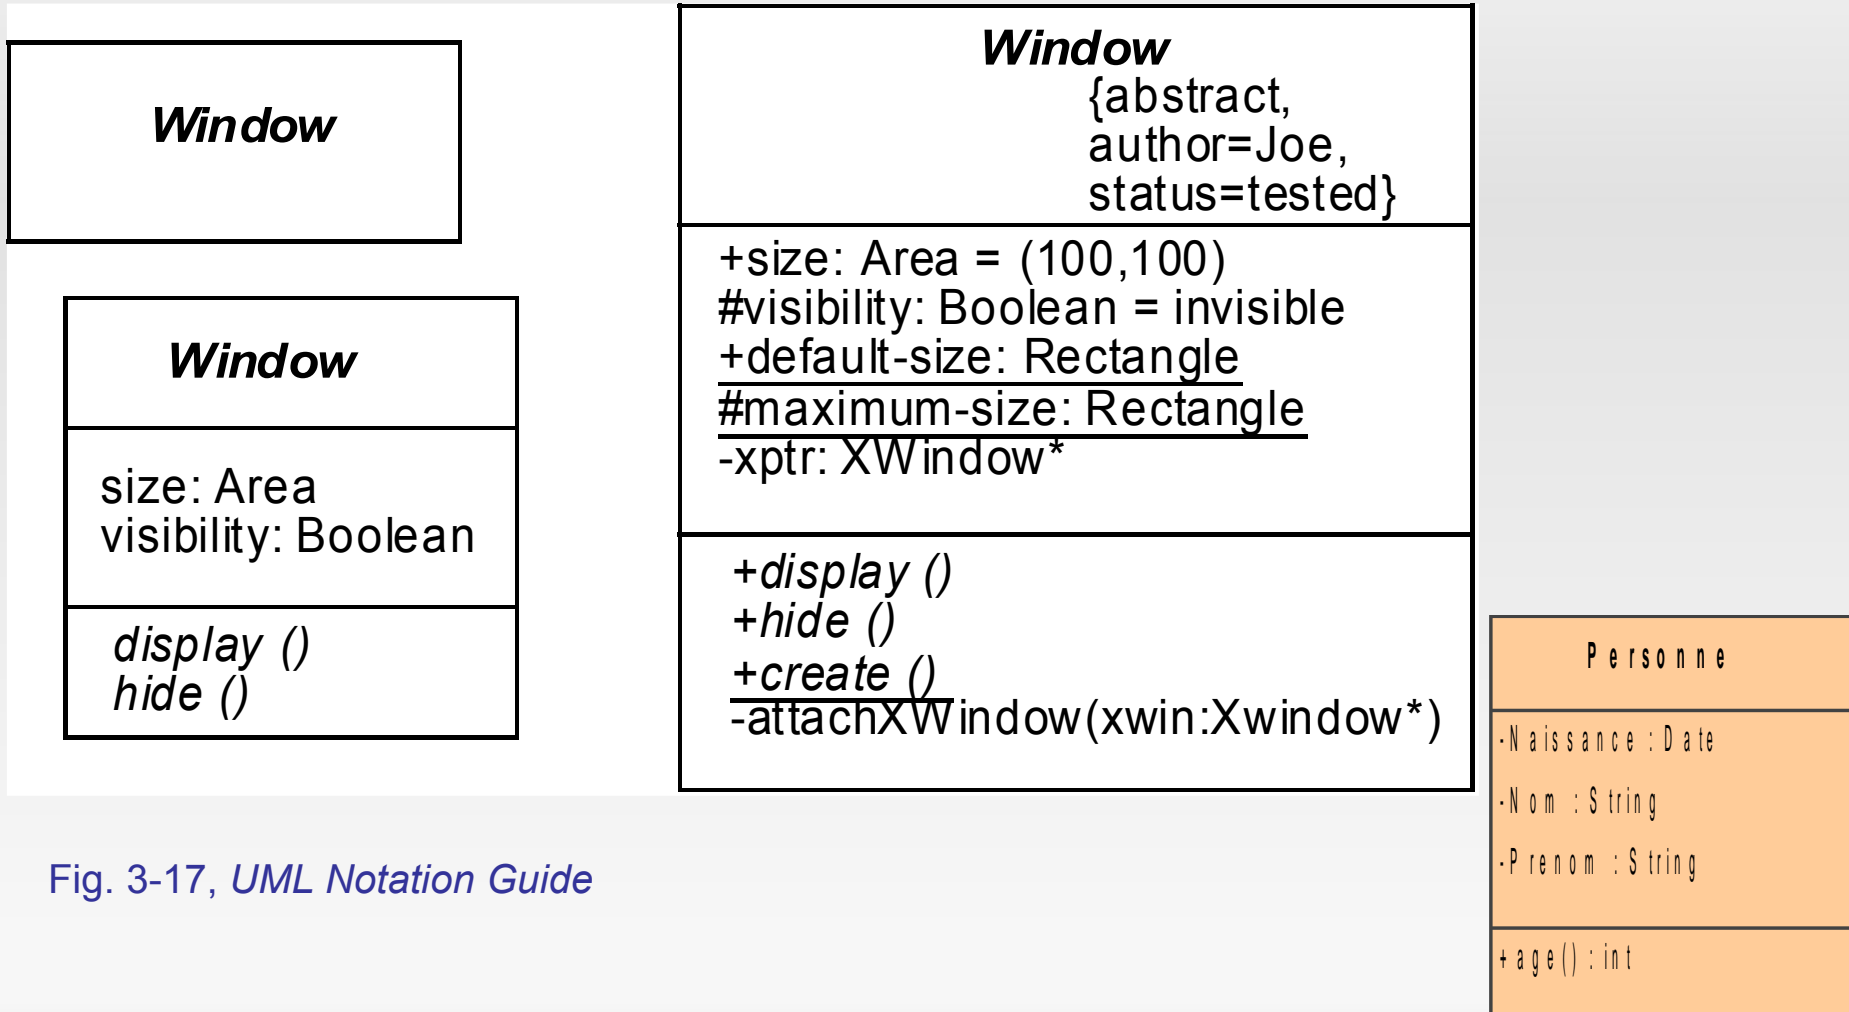 Window
Window
size: Area
visibility: Boolean
display ()
hide ()
Window
{abstract,
author=Joe,
status=tested}
+size: Area = (100,100)
#visibility: Boolean = invisible
+default-size: Rectangle
#maximum-size: Rectangle
-xptr: XWindow*
+display ()
+hide ()
+create ()
-attachXWindow(xwin:Xwindow*)
Personne
-Naissance : Date
-Nom : String
-Prenom : String
+age() : int
Fig. 3-17, UML Notation Guide